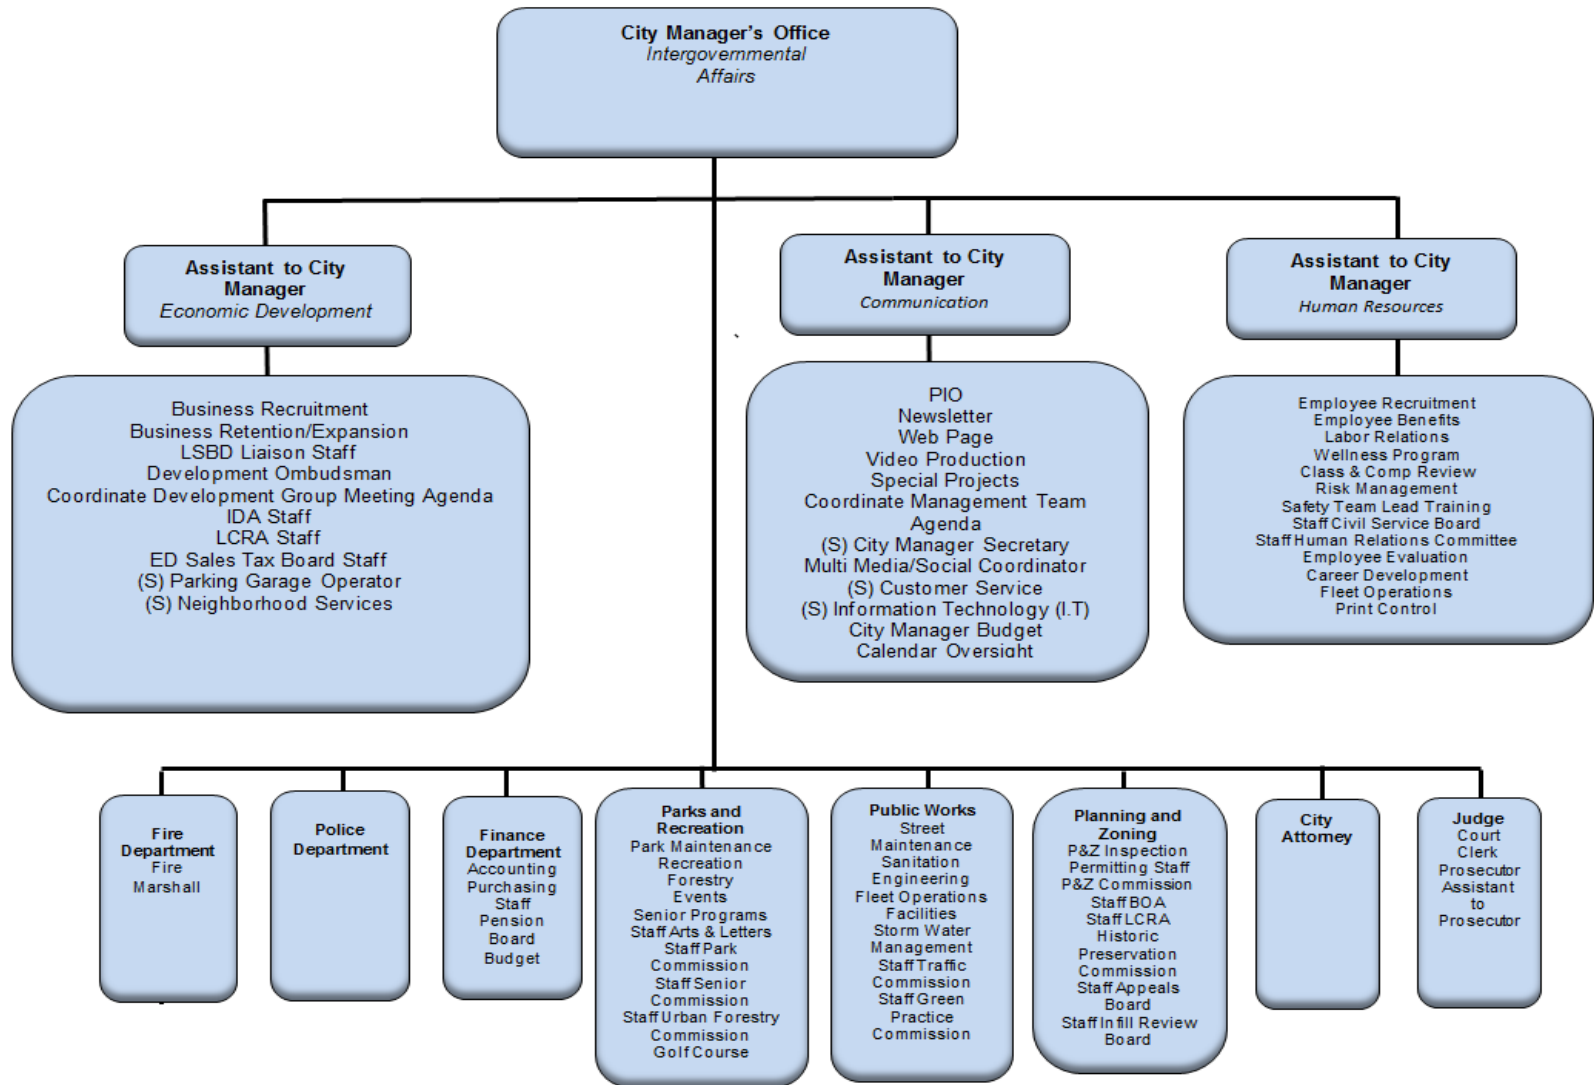 City Manager's Office
Intergovernmental
Affairs
Assistant to City
Manager
Economic Development
Assistant to City
Manager
Communication
Assistant to City
Manager
Human Resources
Business Recruitment
Business Retention/Expansion
LSBD Liaison Staff
Development Ombudsman
Coordinate Development Group Meeting Agenda
IDA Staff
LCRA Staff
ED Sales Tax Board Staff
(S) Parking Garage Operator
(S) Neighborhood Services
PIO
Newsletter
Web Page
Video Production
Special Projects
Coordinate Management Team
Agenda
(S) City Manager Secretary
Multi Media/Social Coordinator
(S) Customer Service
(S) Information Technology (I.T)
City Manager Budget
Calendar Oversight
Employee Recruitment
Employee Benefits
Labor Relations
Wellness Program
Class & Comp Review
Risk Management
Safety Team Lead Training
Staff Civil Service Board
Staff Human Relations Committee
Employee Evaluation
Career Development
Fleet Operations
Print Control
Fire
Department
Fire
Marshall
Police
Department
Finance
Department
Accounting
Purchasing
Staff
Pension
Board
Budget
Parks and
Recreation
Park Maintenance
Recreation
Forestry
Events
Senior Programs
Staff Arts & Letters
Staff Park
Commission
Staff Senior
Commission
Staff Urban Forestry
Commission
Golf Course
Public Works
Street
Maintenance
Sanitation
Engineering
Fleet Operations
Facilities
Storm Water
Management
Staff Traffic
Commission
Staff Green
Practice
Commission
Planning and
Zoning
P&Z Inspection
Permitting Staff
P&Z Commission
Staff BOA
Staff LCRA
Historic
Preservation
Commission
Staff Appeals
Board
Staff Infill Review
Board
City
Attorney
Judge
Court
Clerk
Prosecutor
Assistant
to
Prosecutor